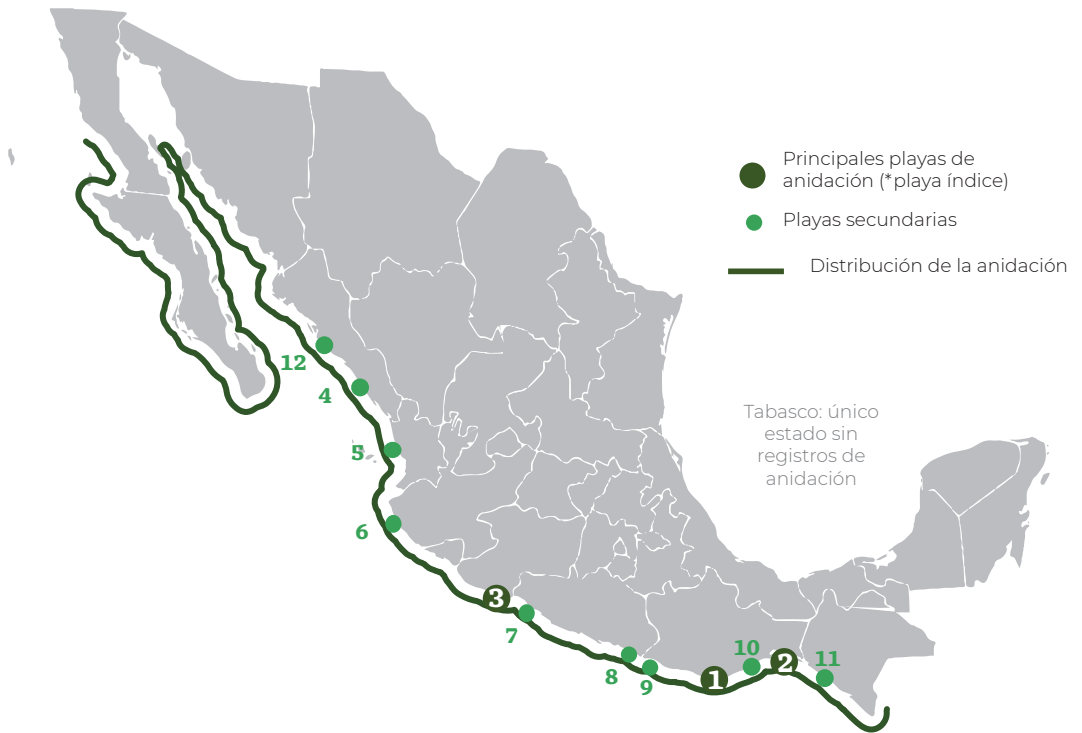 Principales playas de
anidación (*playa índice)
Playas secundarias
Distribución de la anidación
12
4
Tabasco: único
estado sin
registros de
anidación
5
6
3
7
8
9
1
10
2
11